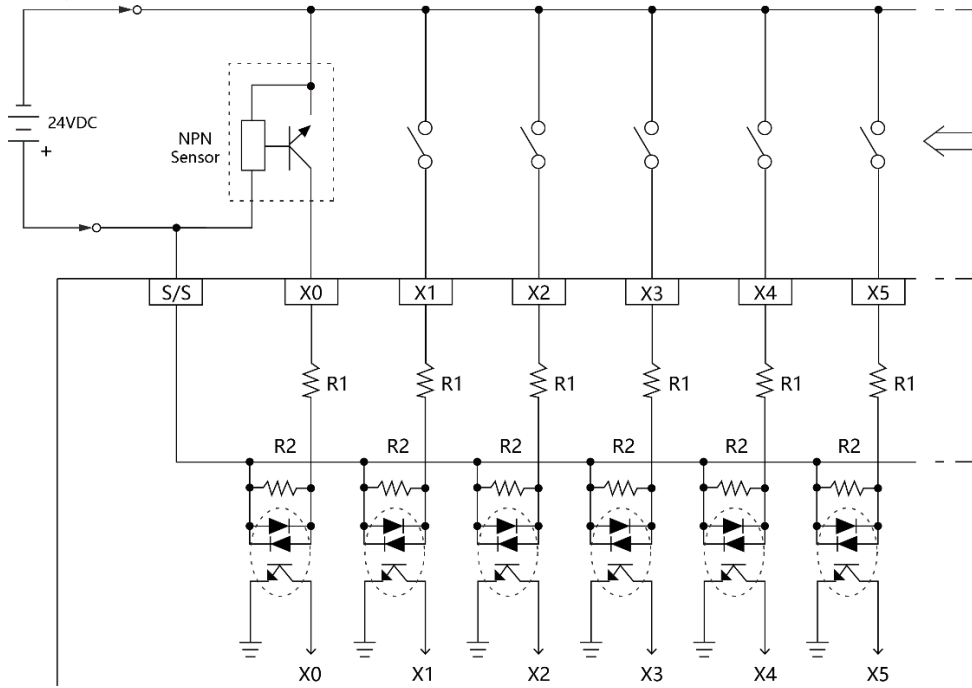 24VDC
+
NPN
Sensor
S/S X0 X1 X2 X3 X4 X5
R1 R1 R1 R1 R1 R1
R2 R2 R2 R2 R2 R2
X0 X1 X2 X3 X4 X5